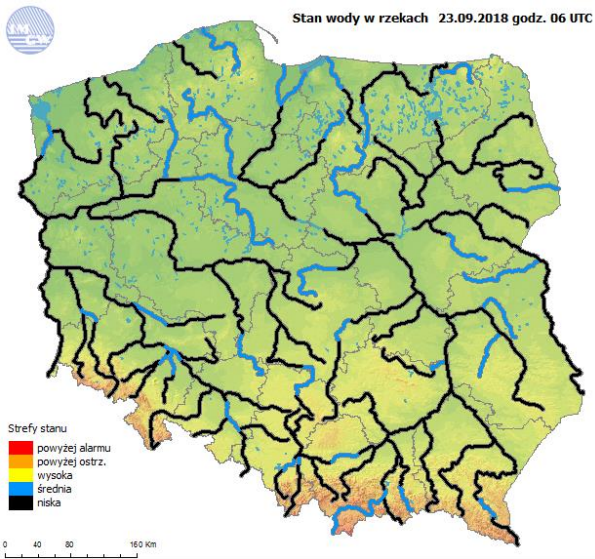 Stan wody w rzekach 23.09.2018 godz. 06 UTC
Strefy stanu
powyżej alarmu
powyżej ostrz.
wysoka
średnia
niska
0 40 80 160 Km